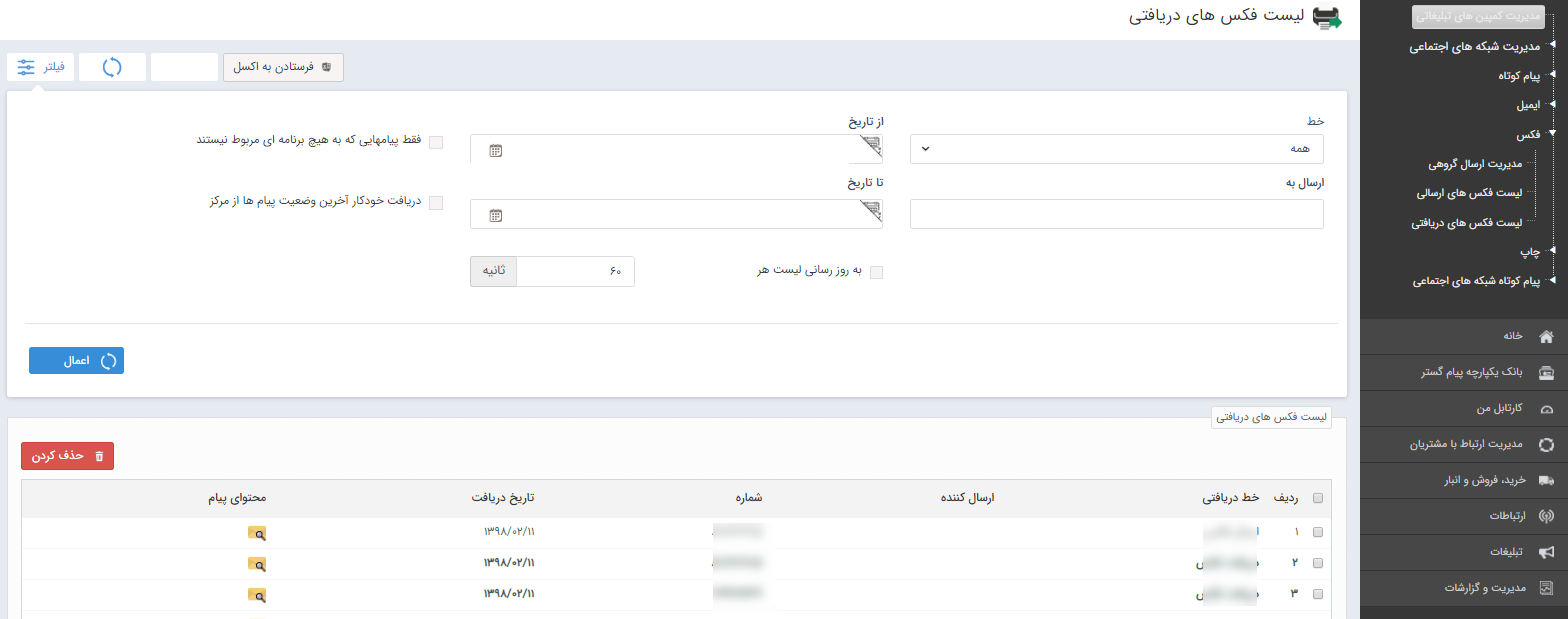 لیست فکس های دریافتی
مدیریت کمپین های تبلیغاتی
مدیریت شبکه های اجتماعی
پیام کوتاه
ایمیل
فکس
مدیریت ارسال گروهی
لیست فکس های ارسالی
لیست فکس های دریافتی
چاپ
پیام کوتاه شبکه های اجتماعی
خانه
بانک یکپارچه پیام گستر
کارتابل من
مدیریت ارتباط با مشتریان
خرید، فروش و انبار
ارتباطات
تبلیغات
مدیریت و گزارشات
فرستادن به اکسل
فیلتر
خط
از تاریخ
فقط پیامهایی که به هیچ برنامه ای مربوط نیستند
همه
ارسال به
تا تاریخ
دریافت خودکار آخرین وضعیت پیام ها از مرکز
به روز رسانی لیست هر
۶۰
ثانیه
اعمال
لیست فکس های دریافتی
حذف کردن
ردیف خط دریافتی ارسال کننده شماره تاریخ دریافت محتوای پیام
۱ ۱۳۹۸/۰۲/۱۱
۲ ۱۳۹۸/۰۲/۱۱
۳ ۱۳۹۸/۰۲/۱۱